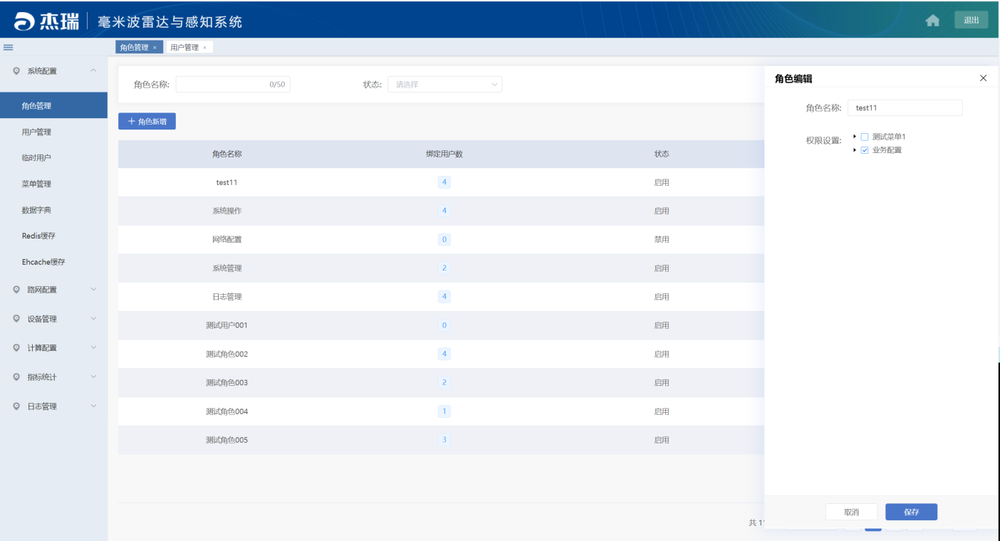 杰瑞 毫米波雷达与感知系统 退出
角色管理 × 用户管理 ×
系统配置
角色管理
用户管理
临时用户
菜单管理
数据字典
Redis缓存
Ehcache缓存
路网配置
设备管理
计算配置
指标统计
日志管理
角色名称: 0/50 状态: 请选择
+ 角色新增
角色名称 绑定用户数 状态
test11 4 启用
系统操作 4 启用
网络配置 0 禁用
系统管理 2 启用
日志管理 4 启用
测试用户001 0 启用
测试角色002 4 启用
测试角色003 2 启用
测试角色004 1 启用
测试角色005 3 启用
共
角色编辑
角色名称: test11
权限设置: 测试菜单1
业务配置
取消 保存